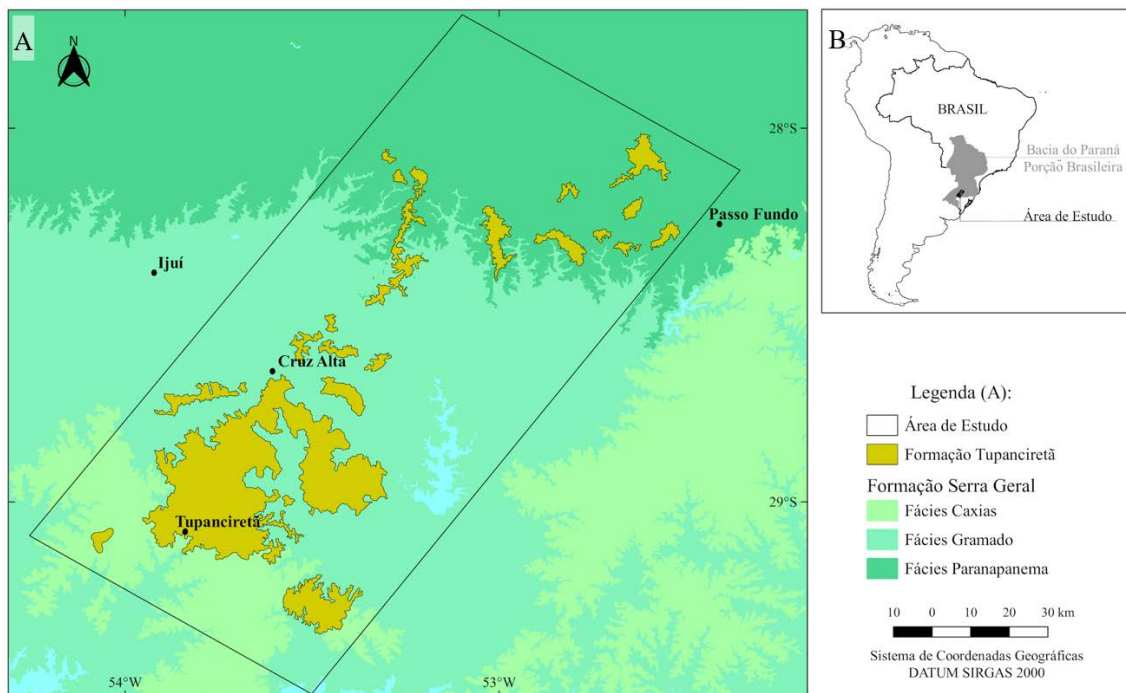 A
N
28°S
Passo Fundo
Ijuí
Cruz Alta
29°S
Tupanciretã
54°W
53°W
B
BRASIL
Bacia do Paraná
Porção Brasileira
Área de Estudo
Legenda (A):
Área de Estudo
Formação Tupanciretã
Formação Serra Geral
Fácies Caxias
Fácies Gramado
Fácies Paranapanema
10 0 10 20 30 km
Sistema de Coordenadas Geográficas
DATUM SIRGAS 2000